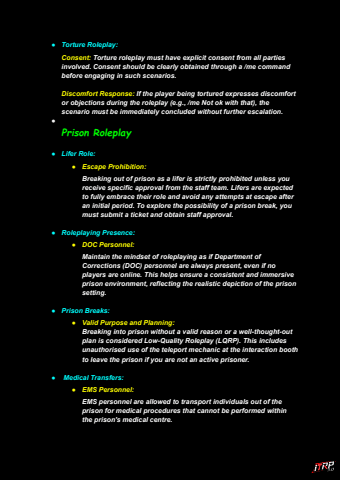 • Torture Roleplay:
Consent: Torture roleplay must have explicit consent from all parties
involved. Consent should be clearly obtained through a /me command
before engaging in such scenarios.
Discomfort Response: If the player being tortured expresses discomfort
or objections during the roleplay (e.g., /me Not ok with that), the
scenario must be immediately concluded without further escalation.
•
Prison Roleplay
• Lifer Role:
• Escape Prohibition:
Breaking out of prison as a lifer is strictly prohibited unless you
receive specific approval from the staff team. Lifers are expected
to fully embrace their role and avoid any attempts at escape after
an initial period. To explore the possibility of a prison break, you
must submit a ticket and obtain staff approval.
• Roleplaying Presence:
• DOC Personnel:
Maintain the mindset of roleplaying as if Department of
Corrections (DOC) personnel are always present, even if no
players are online. This helps ensure a consistent and immersive
prison environment, reflecting the realistic depiction of the prison
setting.
• Prison Breaks:
• Valid Purpose and Planning:
Breaking into prison without a valid reason or a well-thought-out
plan is considered Low-Quality Roleplay (LQRP). This includes
unauthorised use of the teleport mechanic at the interaction booth
to leave the prison if you are not an active prisoner.
• Medical Transfers:
• EMS Personnel:
EMS personnel are allowed to transport individuals out of the
prison for medical procedures that cannot be performed within
the prison's medical centre.